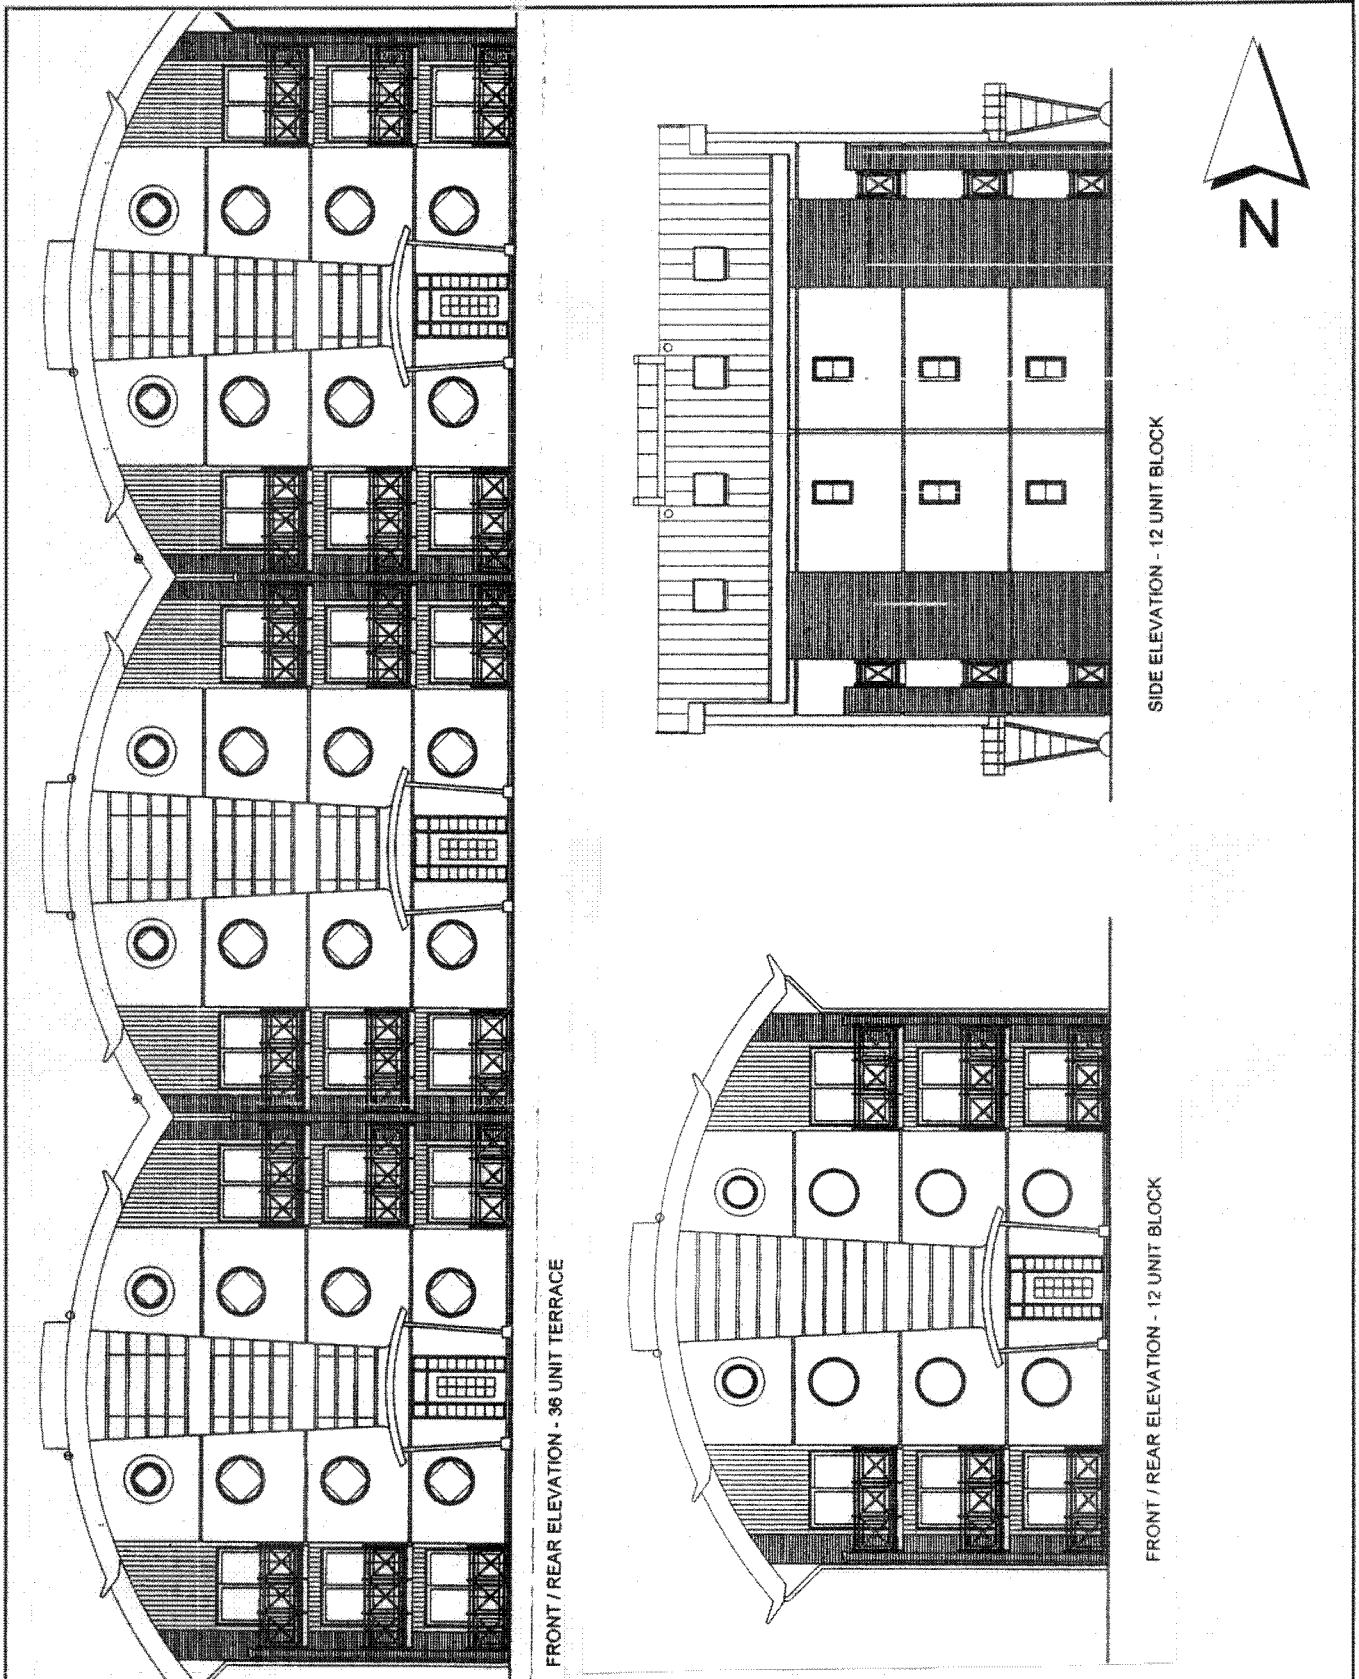 FRONT / REAR ELEVATION - 36 UNIT TERRACE
SIDE ELEVATION - 12 UNIT BLOCK
FRONT / REAR ELEVATION - 12 UNIT BLOCK
N